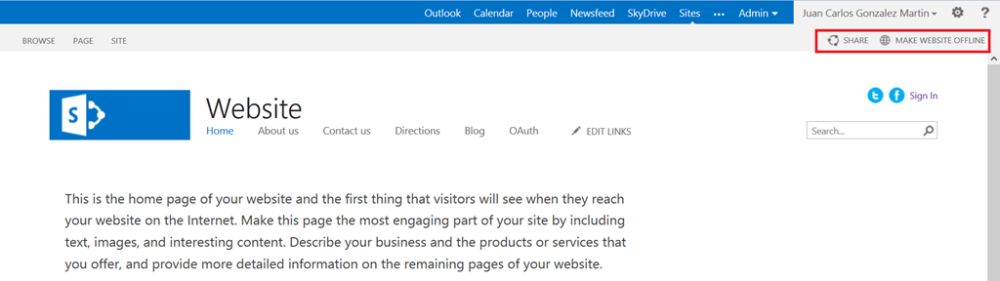 Outlook Calendar People Newsfeed SkyDrive Sites ••• Admin Juan Carlos Gonzalez Martin ?
BROWSE PAGE SITE SHARE MAKE WEBSITE OFFLINE
S
Website
Sign In
Home About us Contact us Directions Blog OAuth EDIT LINKS
Search...
This is the home page of your website and the first thing that visitors will see when they reach
your website on the Internet. Make this page the most engaging part of your site by including
text, images, and interesting content. Describe your business and the products or services that
you offer, and provide more detailed information on the remaining pages of your website.